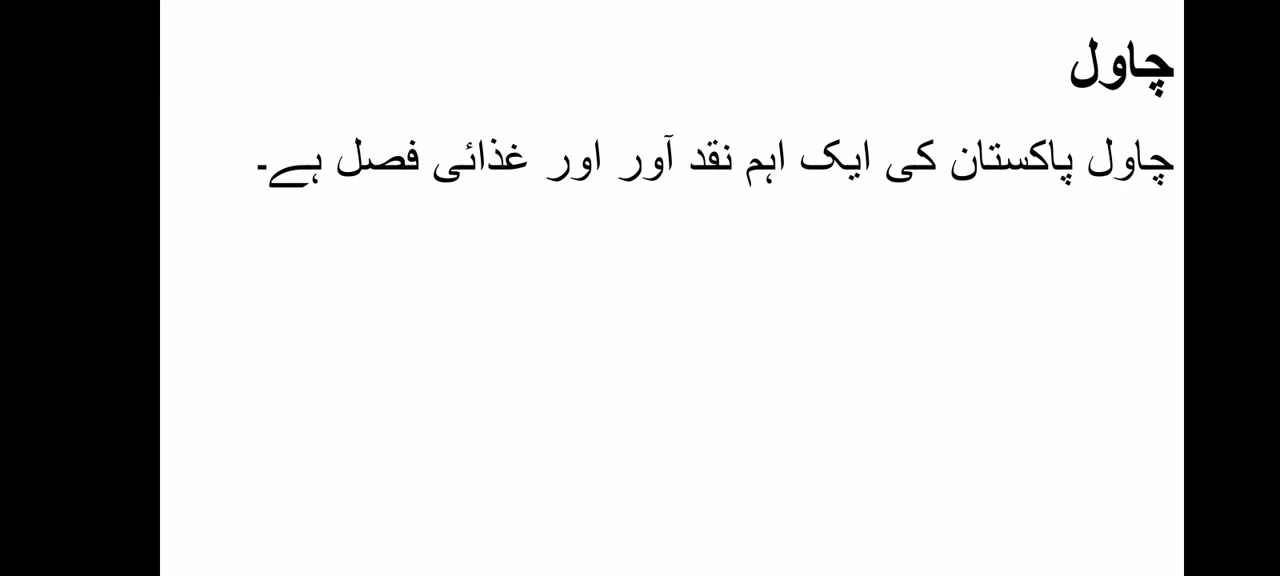 چاول
چاول پاکستان کی ایک اہم نقد آور اور غذائی فصل ہے۔